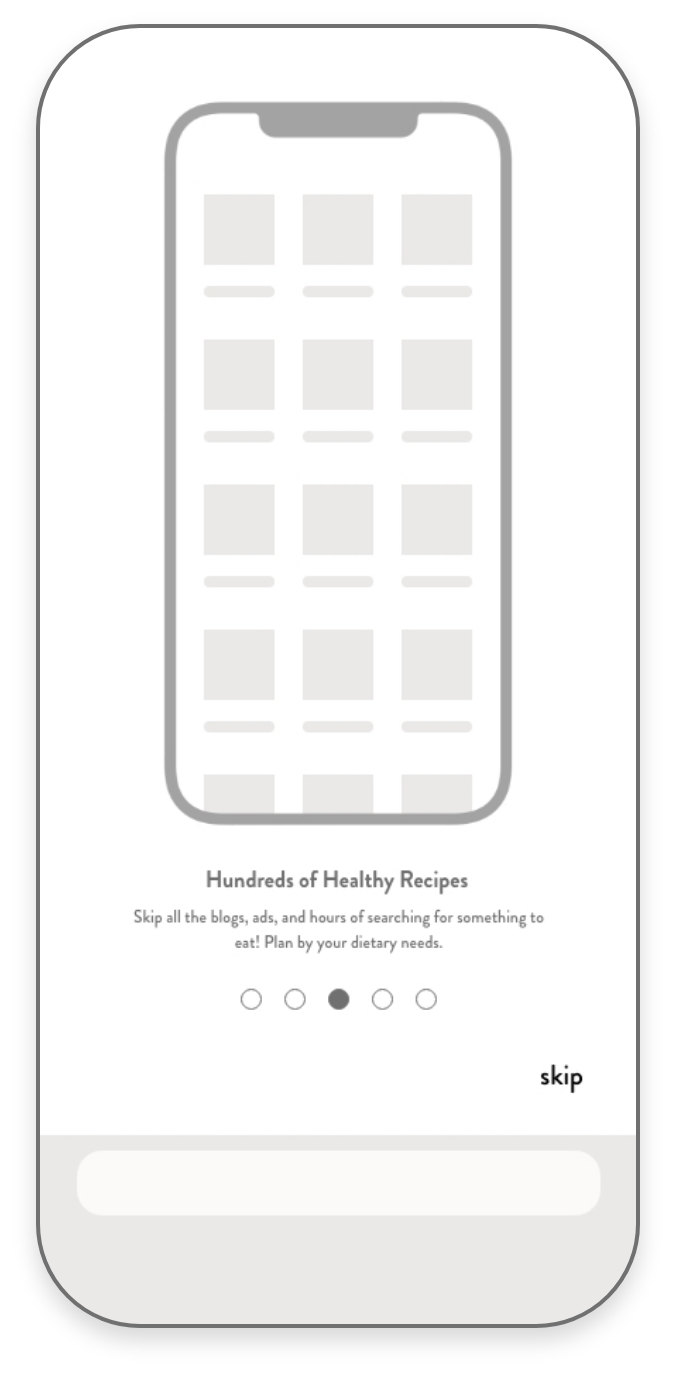 Hundreds of Healthy Recipes
Skip all the blogs, ads, and hours of searching for something to
eat! Plan by your dietary needs.
skip